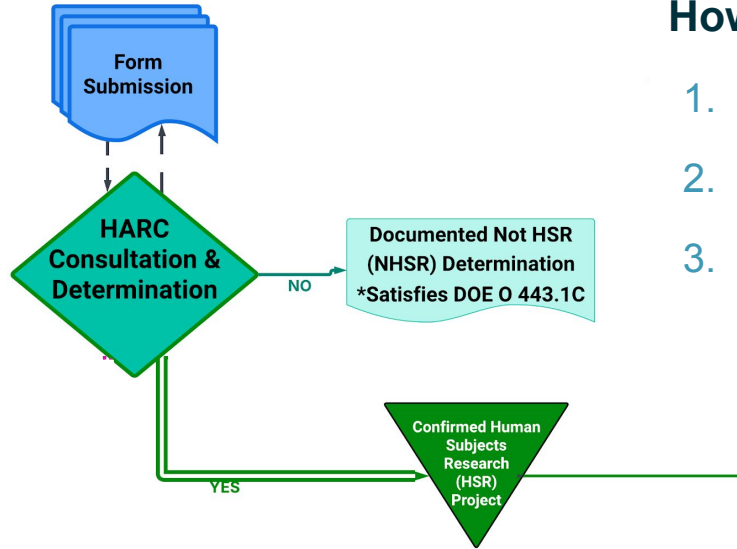 How
1.
2.
3.
Form
Submission
HARC
Consultation &
Determination
NO
Documented Not HSR
(NHSR) Determination
*Satisfies DOE O 443.1C
YES
Confirmed Human
Subjects
Research
(HSR)
Project